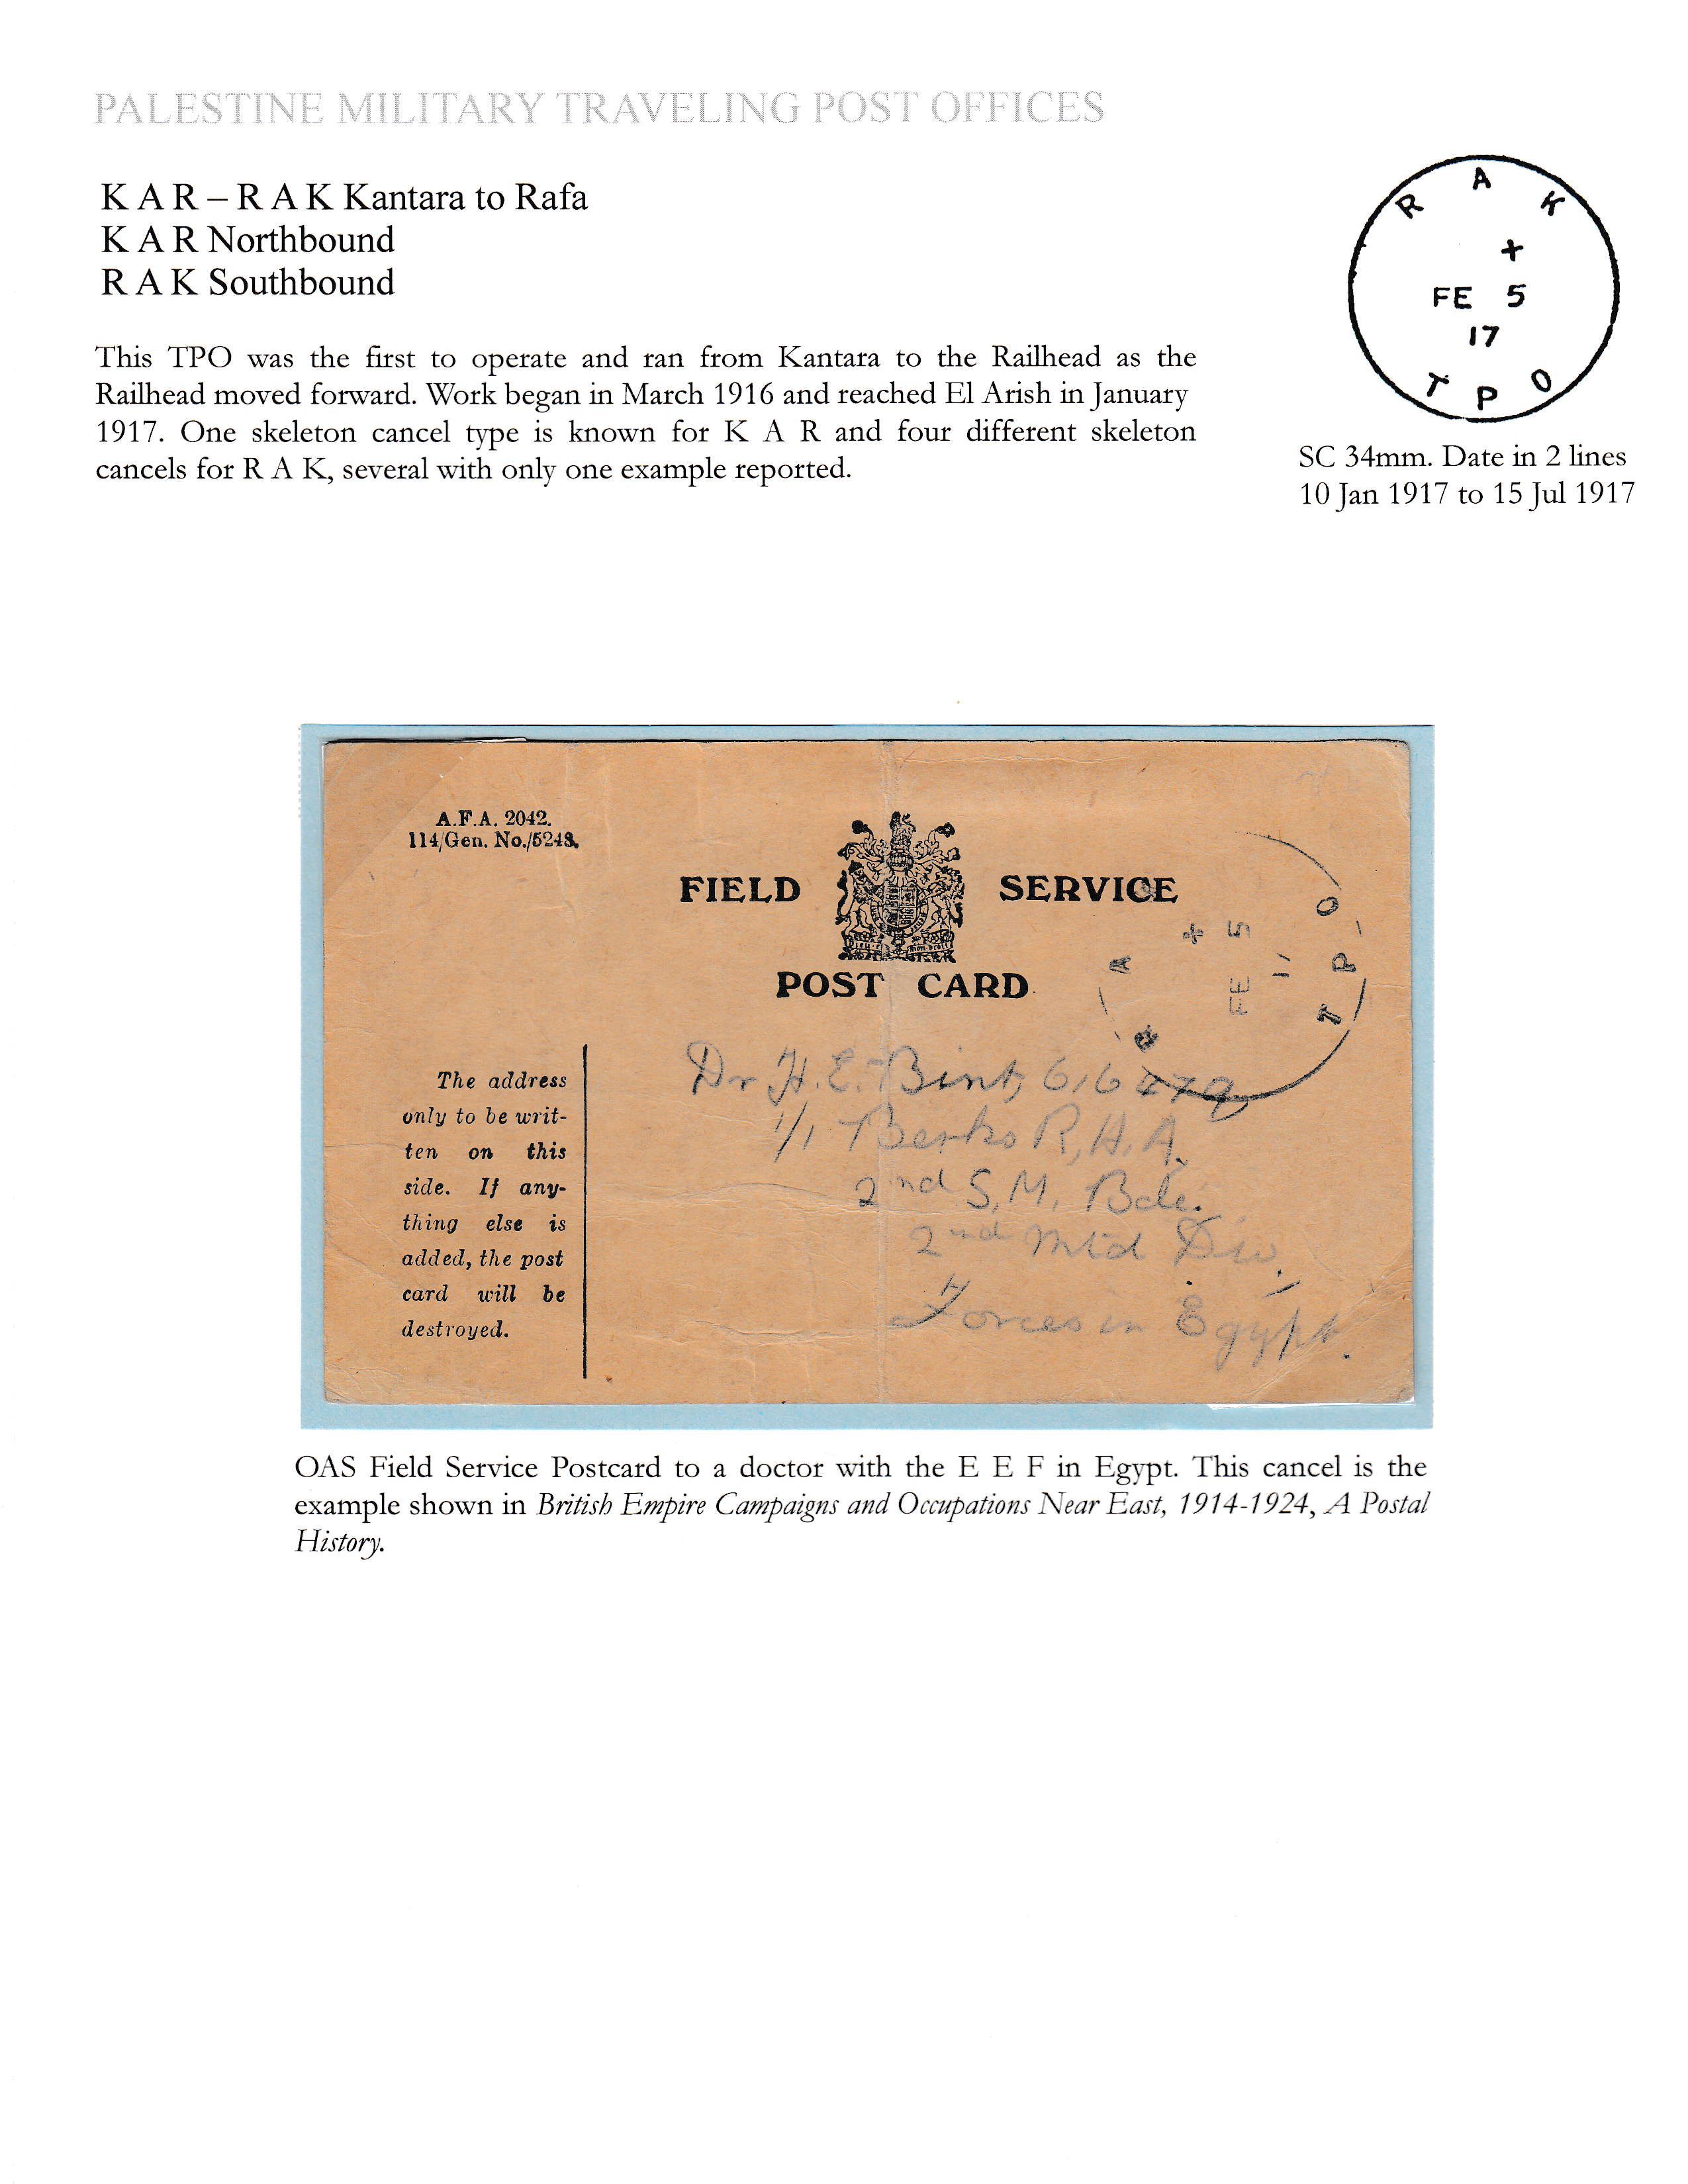 PALESTINE MILITARY TRAVELING POST OFFICES
K A R – R A K Kantara to Rafa
K A R Northbound
R A K Southbound
This TPO was the first to operate and ran from Kantara to the Railhead as the
Railhead moved forward. Work began in March 1916 and reached El Arish in January
1917. One skeleton cancel type is known for K A R and four different skeleton
cancels for R A K, several with only one example reported.
R A K
+
FE 5
17
T P O
SC 34mm. Date in 2 lines
10 Jan 1917 to 15 Jul 1917
A.F.A. 2042.
114/Gen. No./5248.
FIELD SERVICE
POST CARD
R A
+
FE 5
17
T P O
The address
only to be writ-
ten on this
side. If any-
thing else is
added, the post
card will be
destroyed.
Dr H. E. Bint, 616479,
1/1 Berks R.H.A.
2nd S.M. Bde.
2nd Mtd Div.,
Forces in Egypt.
OAS Field Service Postcard to a doctor with the E E F in Egypt. This cancel is the
example shown in British Empire Campaigns and Occupations Near East, 1914-1924, A Postal
History.